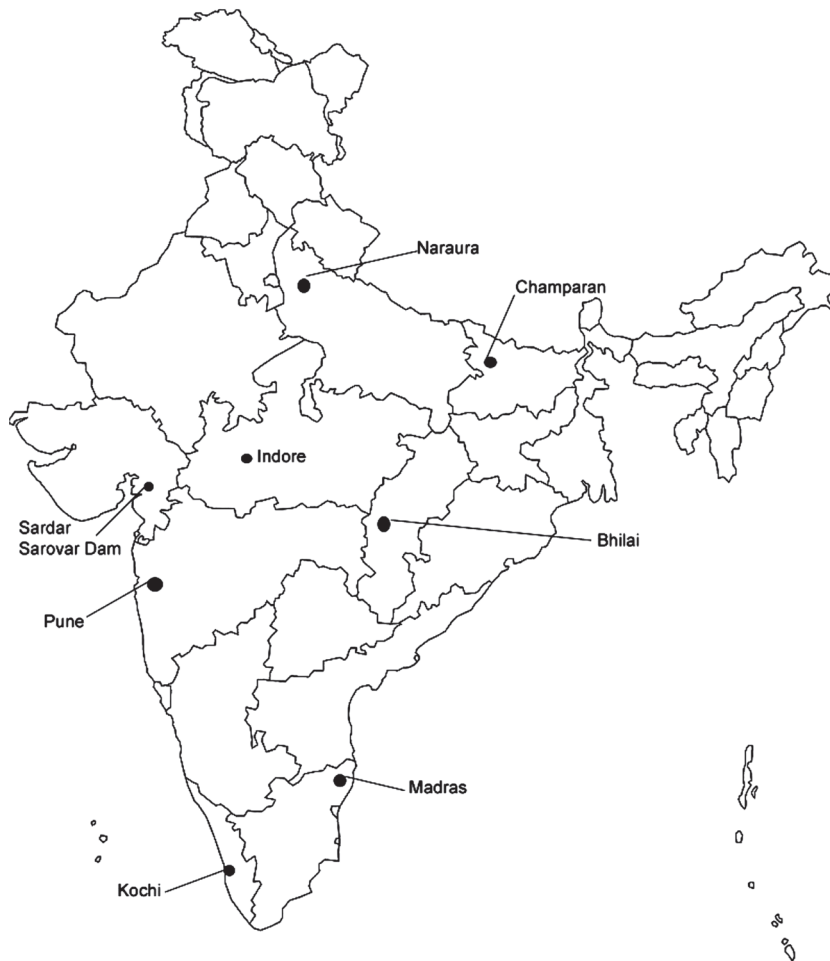 Naraura
Champaran
Indore
Sardar
Sarovar Dam
Bhilai
Pune
Madras
Kochi